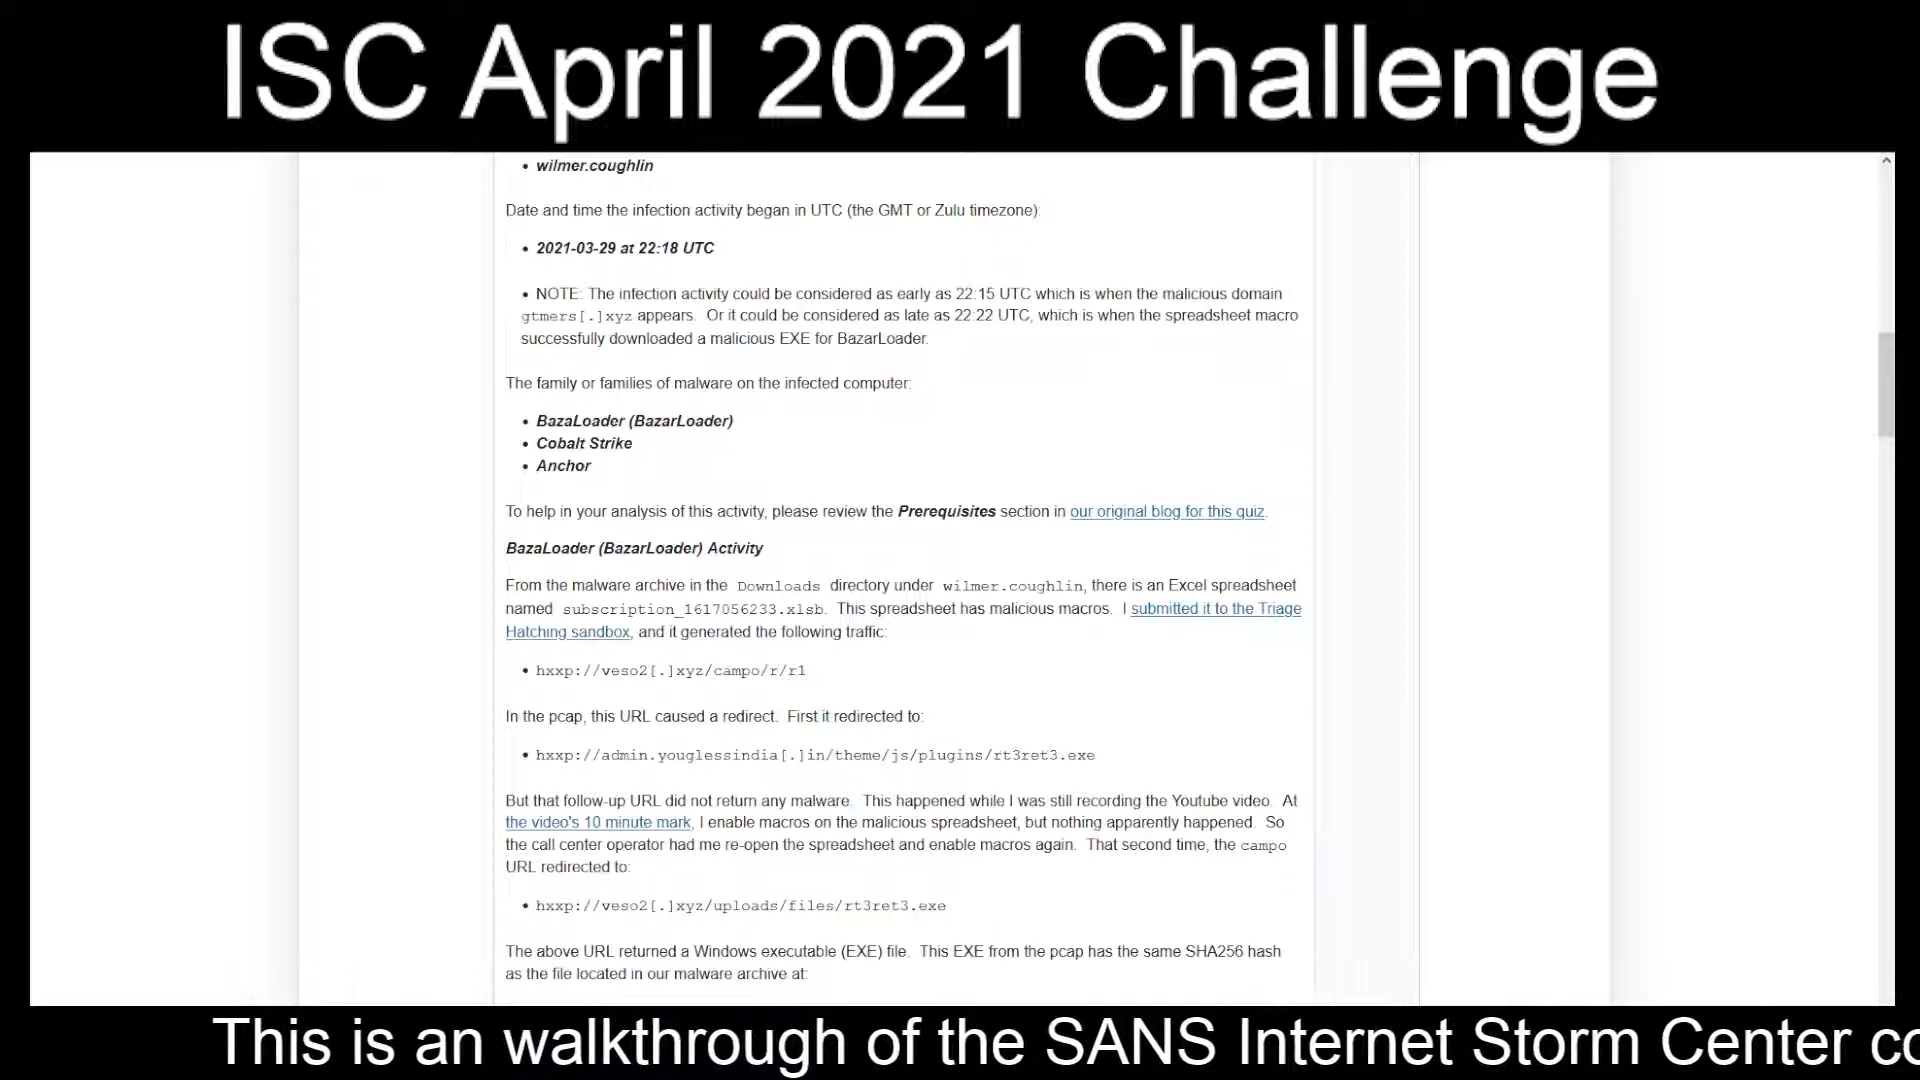 ISC April 2021 Challenge
• wilmer.coughlin
Date and time the infection activity began in UTC (the GMT or Zulu timezone):
• 2021-03-29 at 22:18 UTC
• NOTE: The infection activity could be considered as early as 22:15 UTC which is when the malicious domain
gtmers[.]xyz appears. Or it could be considered as late as 22:22 UTC, which is when the spreadsheet macro
successfully downloaded a malicious EXE for BazarLoader.
The family or families of malware on the infected computer:
• BazaLoader (BazarLoader)
• Cobalt Strike
• Anchor
To help in your analysis of this activity, please review the Prerequisites section in our original blog for this quiz.
BazaLoader (BazarLoader) Activity
From the malware archive in the Downloads directory under wilmer.coughlin, there is an Excel spreadsheet
named subscription_1617056233.xlsb. This spreadsheet has malicious macros. I submitted it to the Triage
Hatching sandbox, and it generated the following traffic:
• hxxp://veso2[.]xyz/campo/r/r1
In the pcap, this URL caused a redirect. First it redirected to:
• hxxp://admin.youglessindia[.]in/theme/js/plugins/rt3ret3.exe
But that follow-up URL did not return any malware. This happened while I was still recording the Youtube video. At
the video's 10 minute mark, I enable macros on the malicious spreadsheet, but nothing apparently happened. So
the call center operator had me re-open the spreadsheet and enable macros again. That second time, the campo
URL redirected to:
• hxxp://veso2[.]xyz/uploads/files/rt3ret3.exe
The above URL returned a Windows executable (EXE) file. This EXE from the pcap has the same SHA256 hash
as the file located in our malware archive at:
This is an walkthrough of the SANS Internet Storm Center co